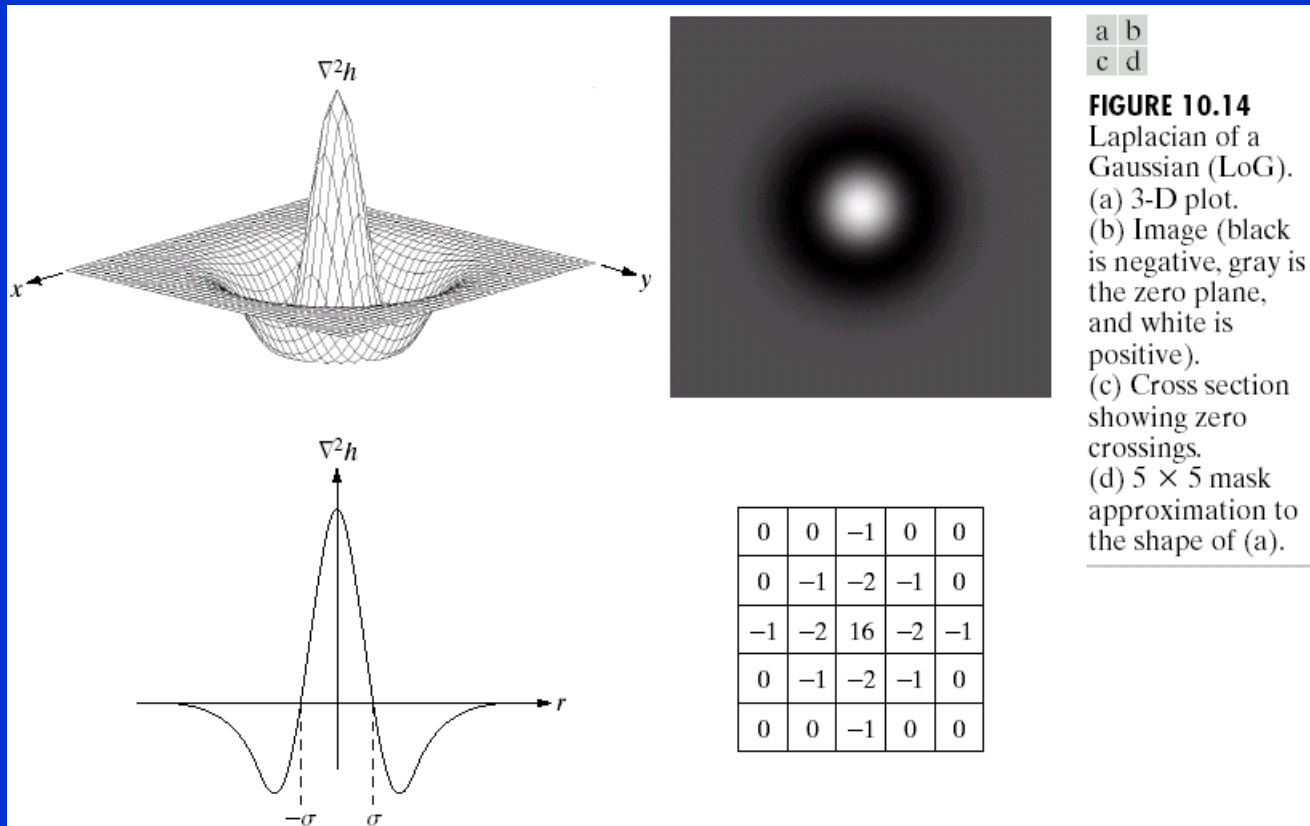 ∇²h
x
y
a b
c d
FIGURE 10.14
Laplacian of a
Gaussian (LoG).
(a) 3-D plot.
(b) Image (black
is negative, gray is
the zero plane,
and white is
positive).
(c) Cross section
showing zero
crossings.
(d) 5 × 5 mask
approximation to
the shape of (a).
∇²h
r
−σ σ
0 0 −1 0 0
0 −1 −2 −1 0
−1 −2 16 −2 −1
0 −1 −2 −1 0
0 0 −1 0 0